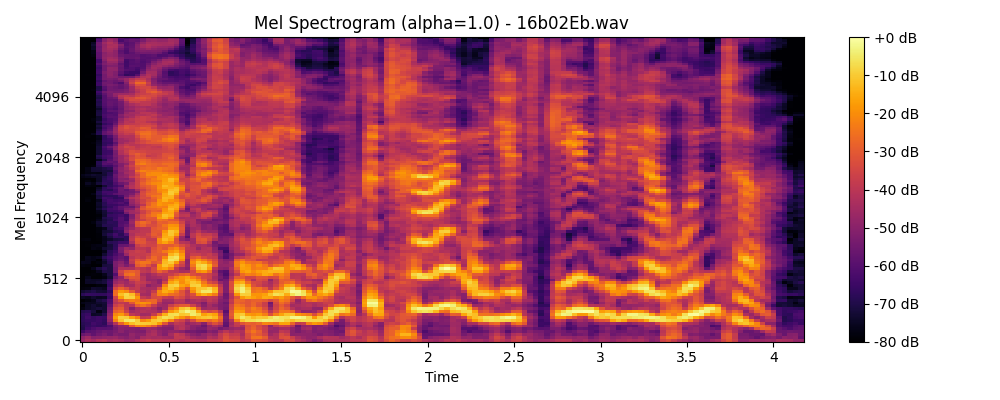 Mel Spectrogram (alpha=1.0) - 16b02Eb.wav
Mel Frequency
4096
2048
1024
512
0
0 0.5 1 1.5 2 2.5 3 3.5 4
Time
+0 dB
-10 dB
-20 dB
-30 dB
-40 dB
-50 dB
-60 dB
-70 dB
-80 dB